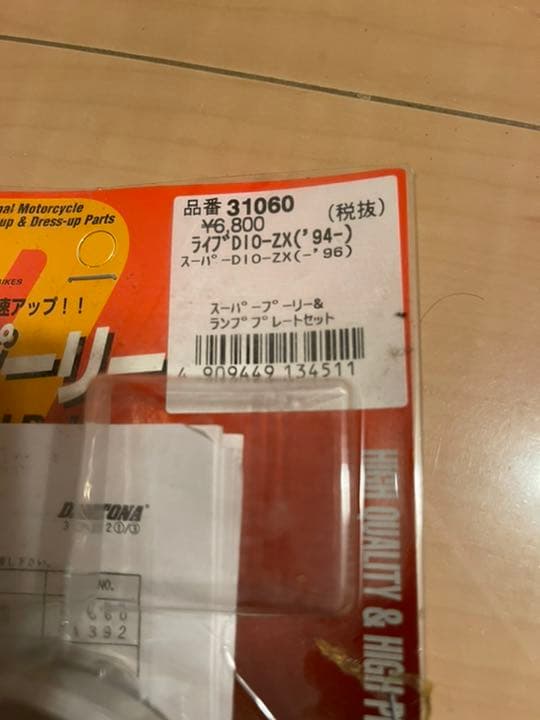 nal Motorcycle
up & Dress-up Parts
BIKES
速アップ！！
プーリー
品番 31060
¥6,800 (税抜)
ライブDIO-ZX('94-)
スーパーDIO-ZX(-'96)
スーパープーリー&
ランププレートセット
4 909449 134511
DAYTONA
NO.
392
HIGH QUALITY & HIGH-P